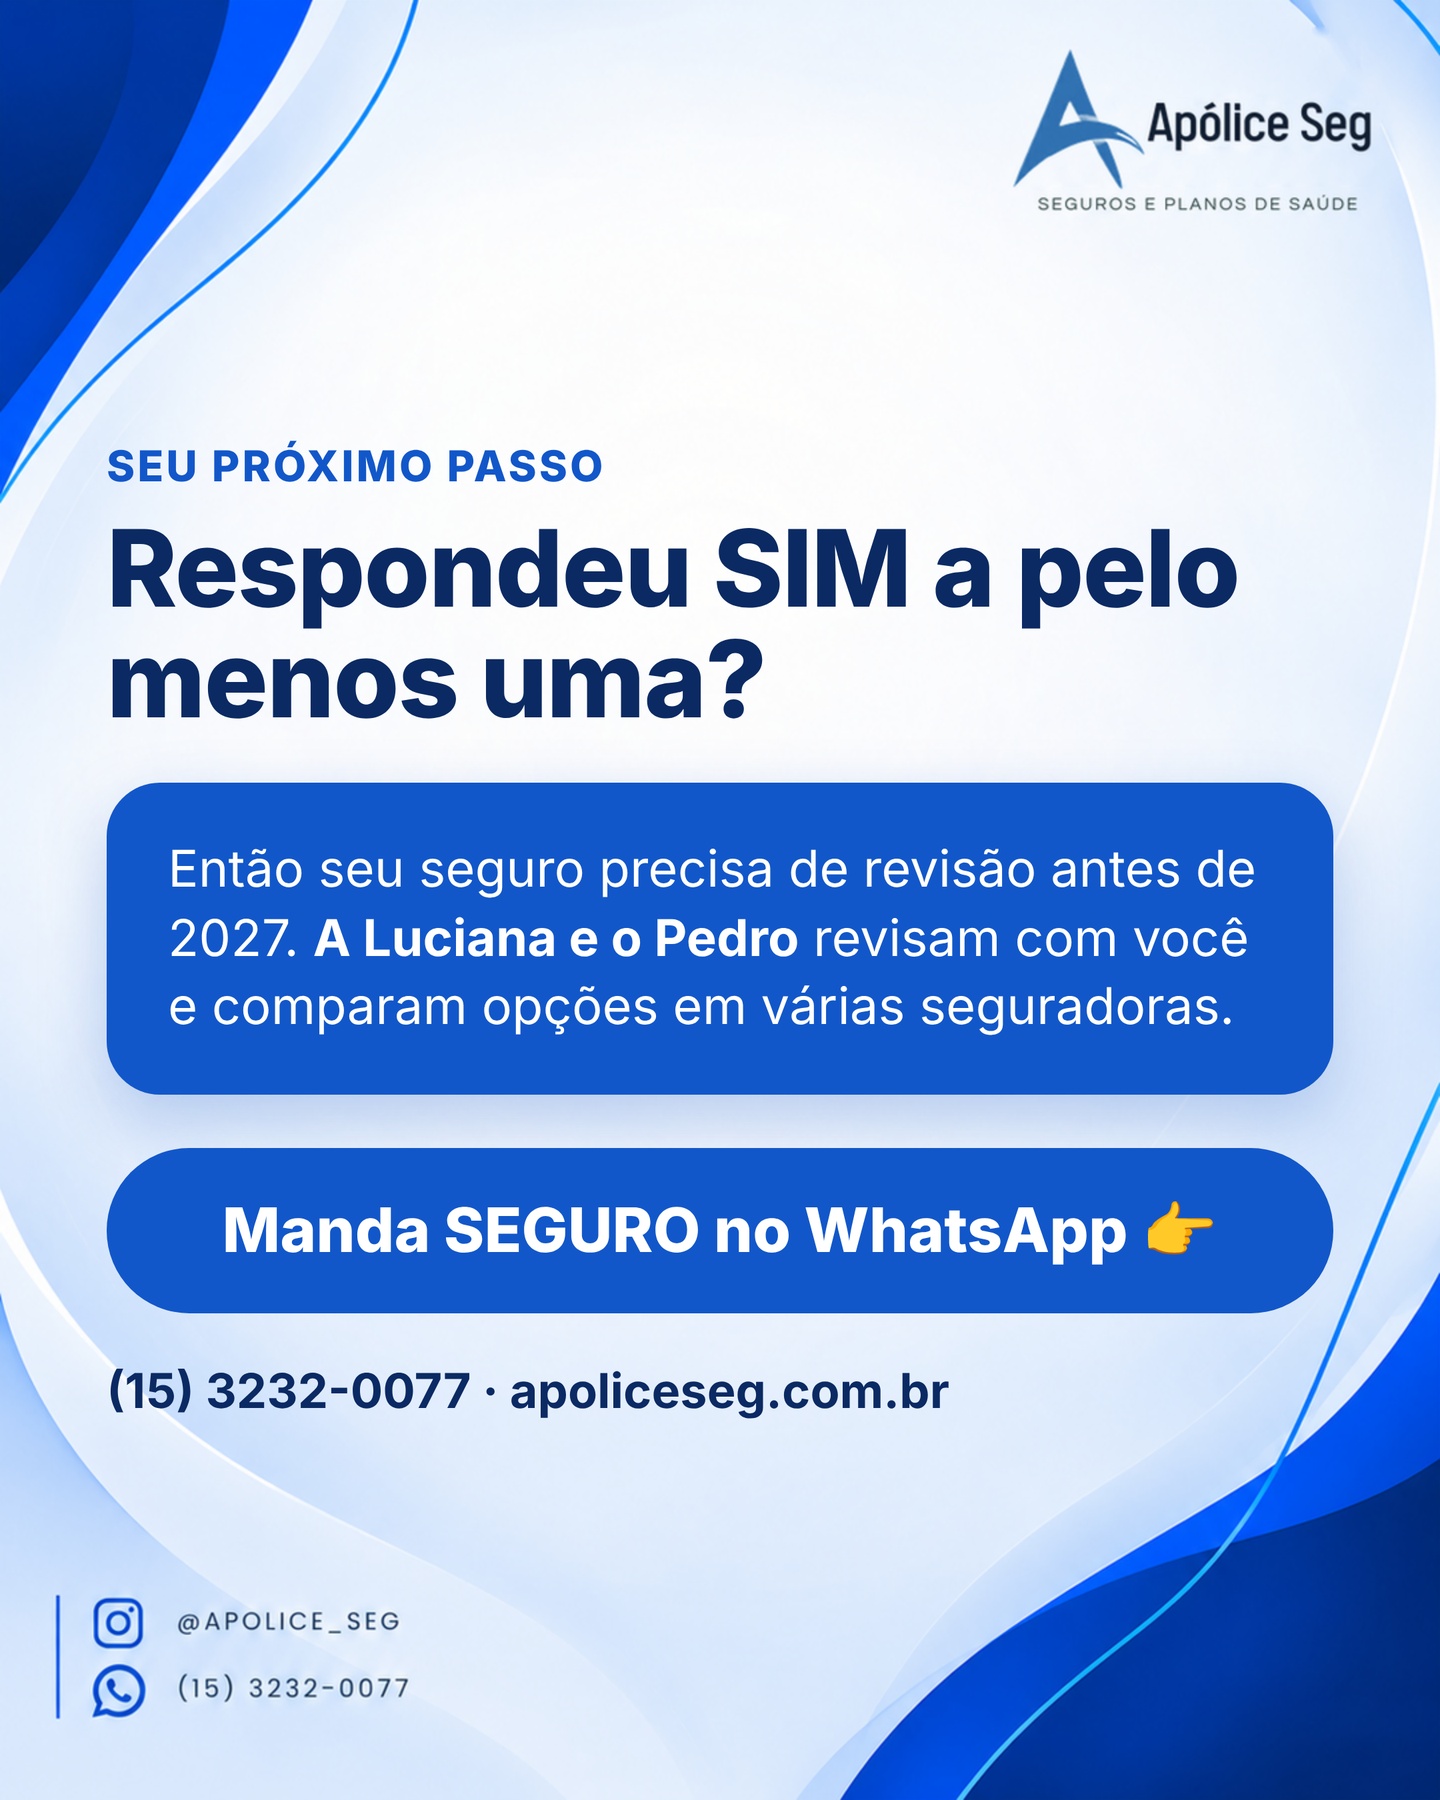 Apólice Seg
SEGUROS E PLANOS DE SAÚDE
SEU PRÓXIMO PASSO
Respondeu SIM a pelo
menos uma?
Então seu seguro precisa de revisão antes de
2027. A Luciana e o Pedro revisam com você
e comparam opções em várias seguradoras.
Manda SEGURO no WhatsApp 👉
(15) 3232-0077 · apoliceseg.com.br
@APOLICE_SEG
(15) 3232-0077